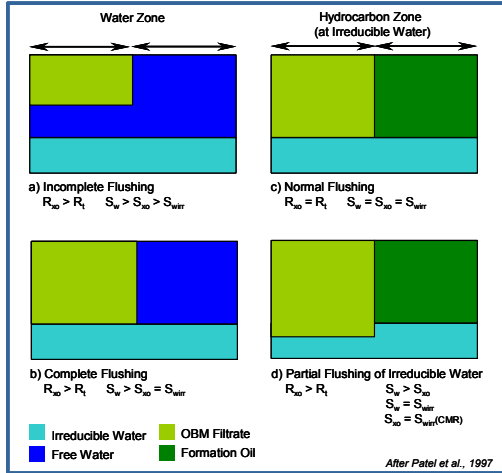 Water Zone
Hydrocarbon Zone
(at Irreducible Water)
a) Incomplete Flushing
Rxo > Rt Sw > Sxo > Swirr
c) Normal Flushing
Rxo = Rt Sw = Sxo = Swirr
b) Complete Flushing
Rxo > Rt Sw > Sxo = Swirr
d) Partial Flushing of Irreducible Water
Rxo > Rt Sw > Sxo
Sw = Swirr
Sxo = Swirr(CMR)
Irreducible Water
OBM Filtrate
Free Water
Formation Oil
After Patel et al., 1997